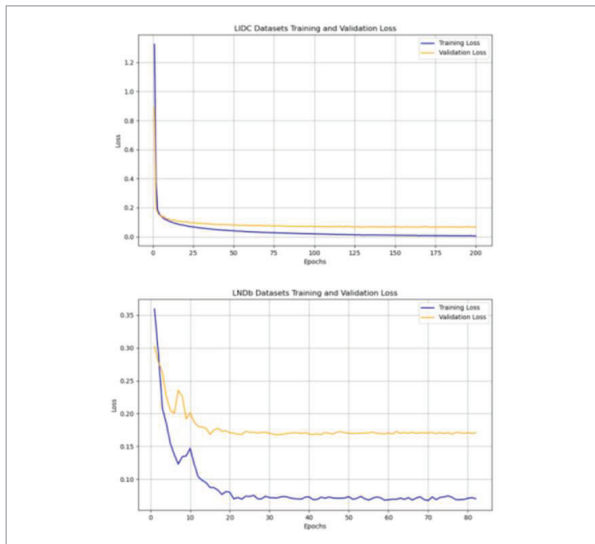 LIDC Datasets Training and Validation Loss
Training Loss
Validation Loss
1.2
1.0
0.8
0.6
0.4
0.2
0.0
Loss
0 25 50 75 100 125 150 175 200
Epochs
LNDb Datasets Training and Validation Loss
Training Loss
Validation Loss
0.35
0.30
0.25
0.20
0.15
0.10
Loss
0 10 20 30 40 50 60 70 80
Epochs